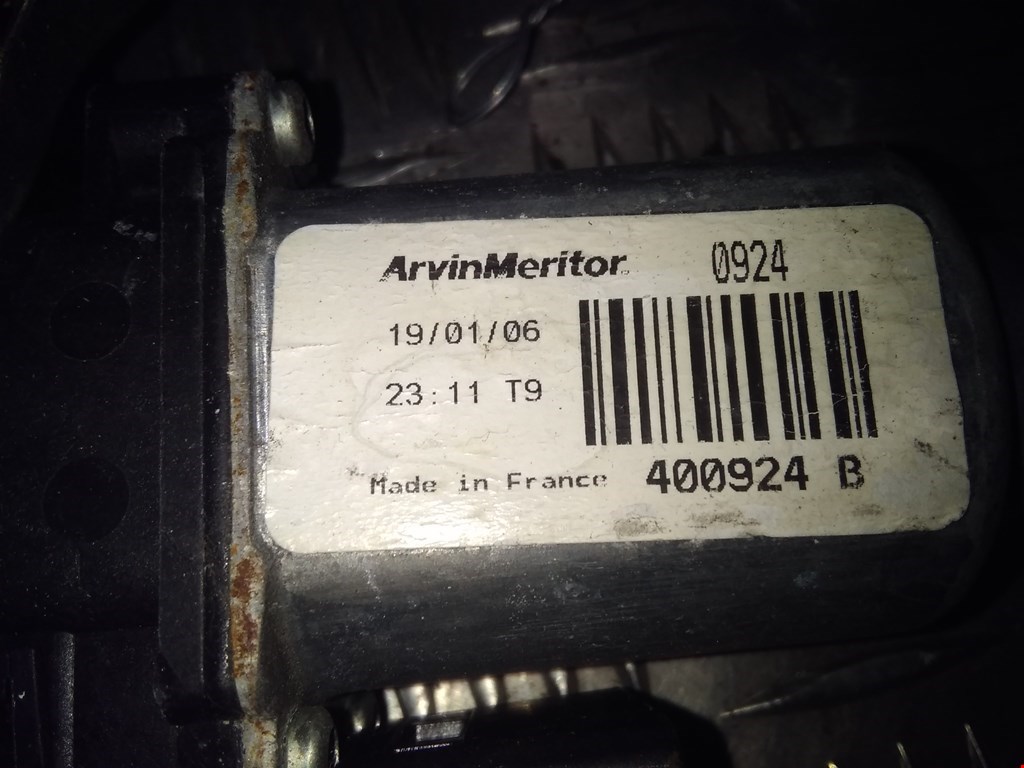 ArvinMeritor 0924
19/01/06
23:11 T9
Made in France 400924 B